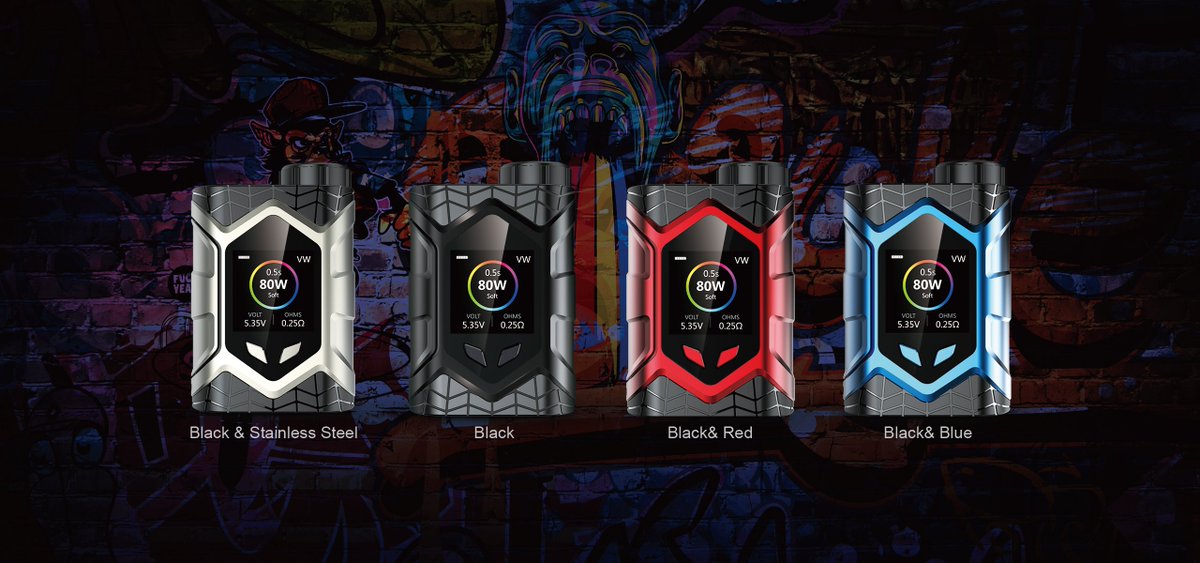 VW
0.5s
80W
Soft
VOLT OHMS
5.35V 0.25Ω
VW
0.5s
80W
Soft
VOLT OHMS
5.35V 0.25Ω
VW
0.5s
80W
Soft
VOLT OHMS
5.35V 0.25Ω
VW
0.5s
80W
Soft
VOLT OHMS
5.35V 0.25Ω
Black & Stainless Steel
Black
Black& Red
Black& Blue